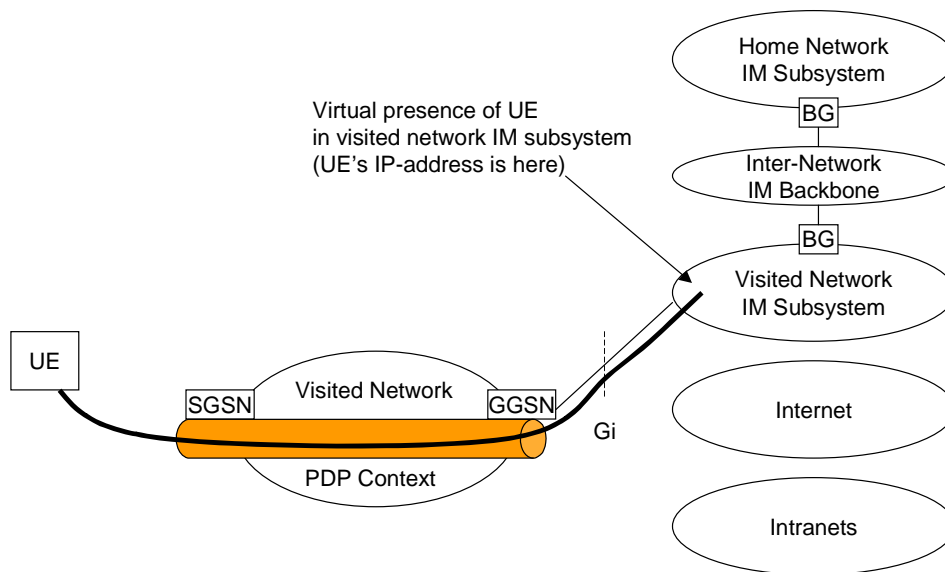 Home Network
IM Subsystem
BG
Virtual presence of UE
in visited network IM subsystem
(UE's IP-address is here)
Inter-Network
IM Backbone
BG
Visited Network
IM Subsystem
UE
SGSN
Visited Network
GGSN
Internet
Gi
PDP Context
Intranets